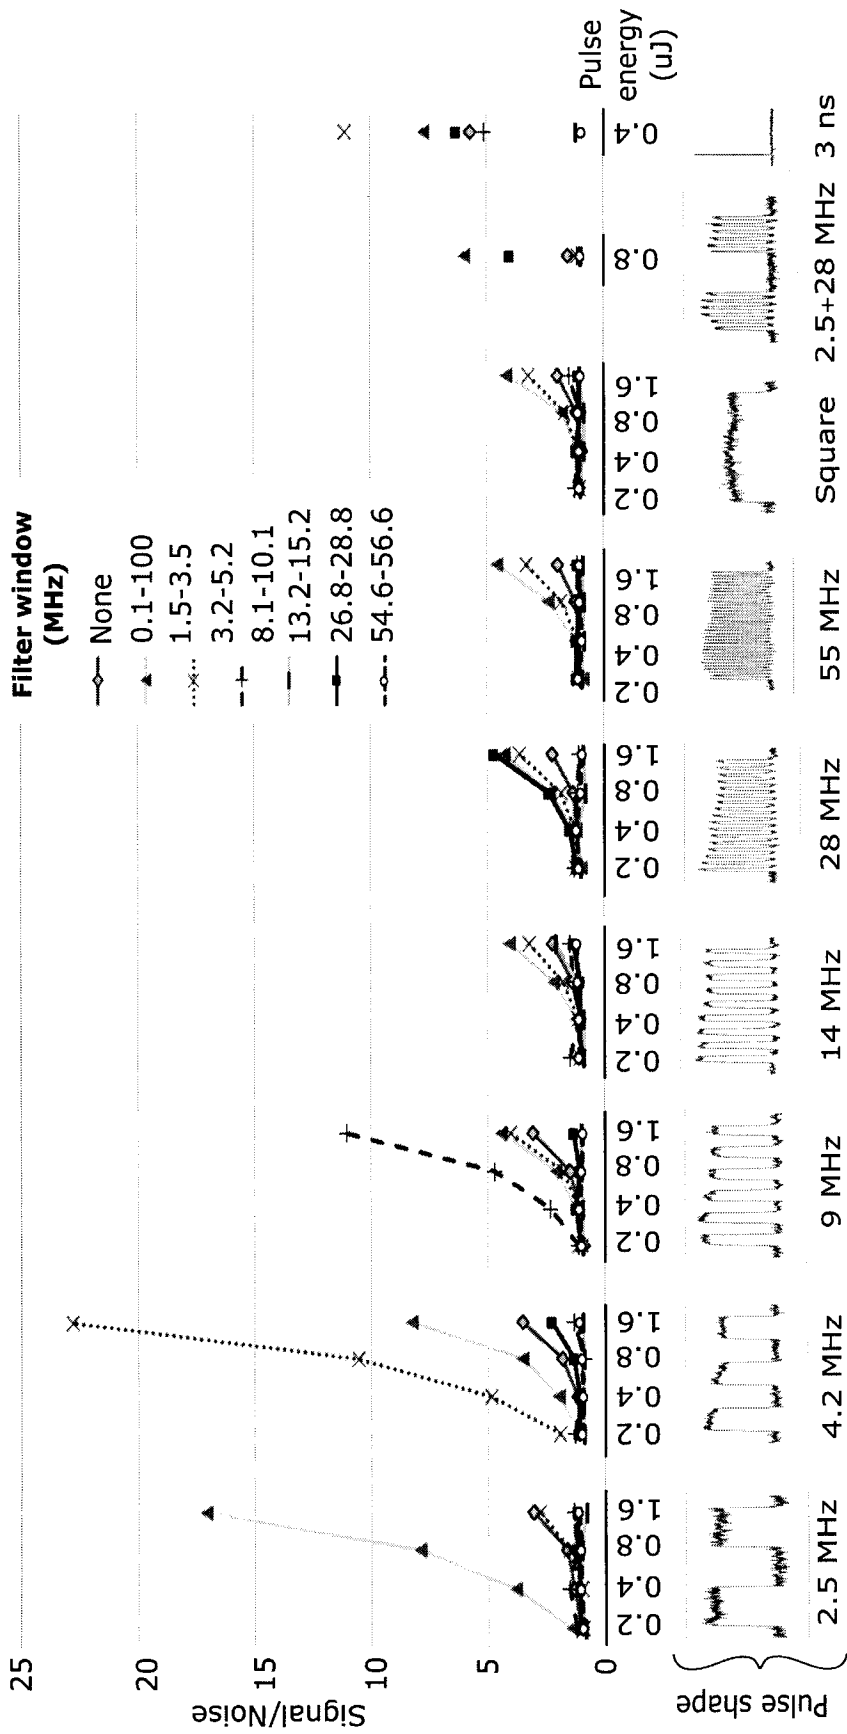 25
20
15
10
5
0
Signal/Noise
Filter window
(MHz)
None
0.1-100
1.5-3.5
3.2-5.2
8.1-10.1
13.2-15.2
26.8-28.8
54.6-56.6
0.2 0.4 0.8 1.6
0.2 0.4 0.8 1.6
0.2 0.4 0.8 1.6
0.2 0.4 0.8 1.6
0.2 0.4 0.8 1.6
0.2 0.4 0.8 1.6
0.2 0.4 0.8 1.6
0.8
0.4
Pulse
energy
(uJ)
Pulse shape
2.5 MHz
4.2 MHz
9 MHz
14 MHz
28 MHz
55 MHz
Square
2.5+28 MHz
3 ns